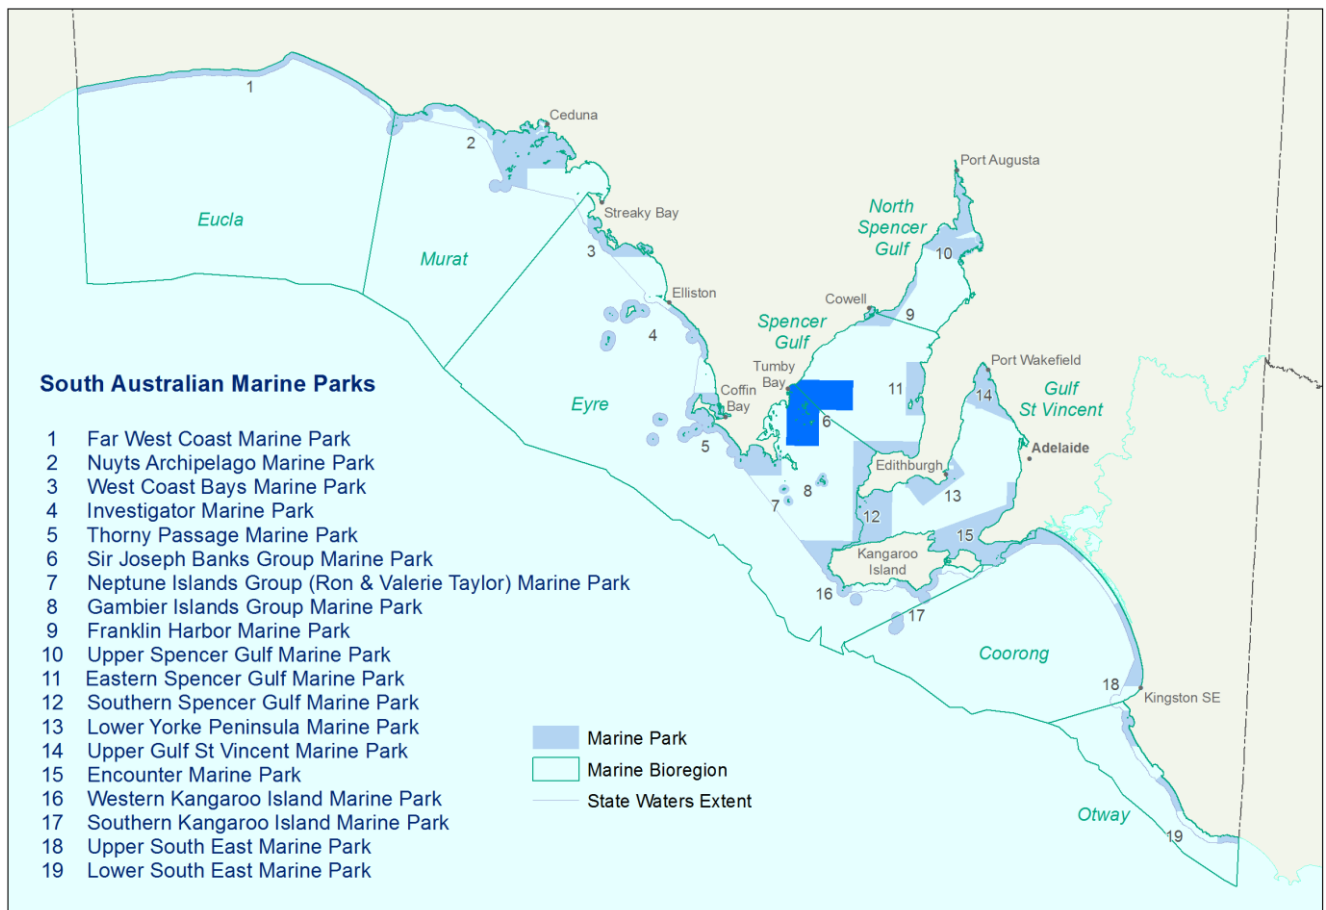 1
Ceduna
2
Port Augusta
Eucla
Streaky Bay
North
Spencer
Gulf
Murat
3
10
Elliston
Cowell
9
4
Spencer
Gulf
Port Wakefield
South Australian Marine Parks
Tumby
Bay
11
14
Gulf
St Vincent
Coffin
Bay
Eyre
6
5
Adelaide
Edithburgh
1 Far West Coast Marine Park
2 Nuyts Archipelago Marine Park
3 West Coast Bays Marine Park
4 Investigator Marine Park
5 Thorny Passage Marine Park
6 Sir Joseph Banks Group Marine Park
7 Neptune Islands Group (Ron & Valerie Taylor) Marine Park
8 Gambier Islands Group Marine Park
9 Franklin Harbor Marine Park
10 Upper Spencer Gulf Marine Park
11 Eastern Spencer Gulf Marine Park
12 Southern Spencer Gulf Marine Park
13 Lower Yorke Peninsula Marine Park
14 Upper Gulf St Vincent Marine Park
15 Encounter Marine Park
16 Western Kangaroo Island Marine Park
17 Southern Kangaroo Island Marine Park
18 Upper South East Marine Park
19 Lower South East Marine Park
8
7
13
12
15
Kangaroo
Island
16
17
Coorong
18
Kingston SE
Marine Park
Marine Bioregion
State Waters Extent
Otway
19